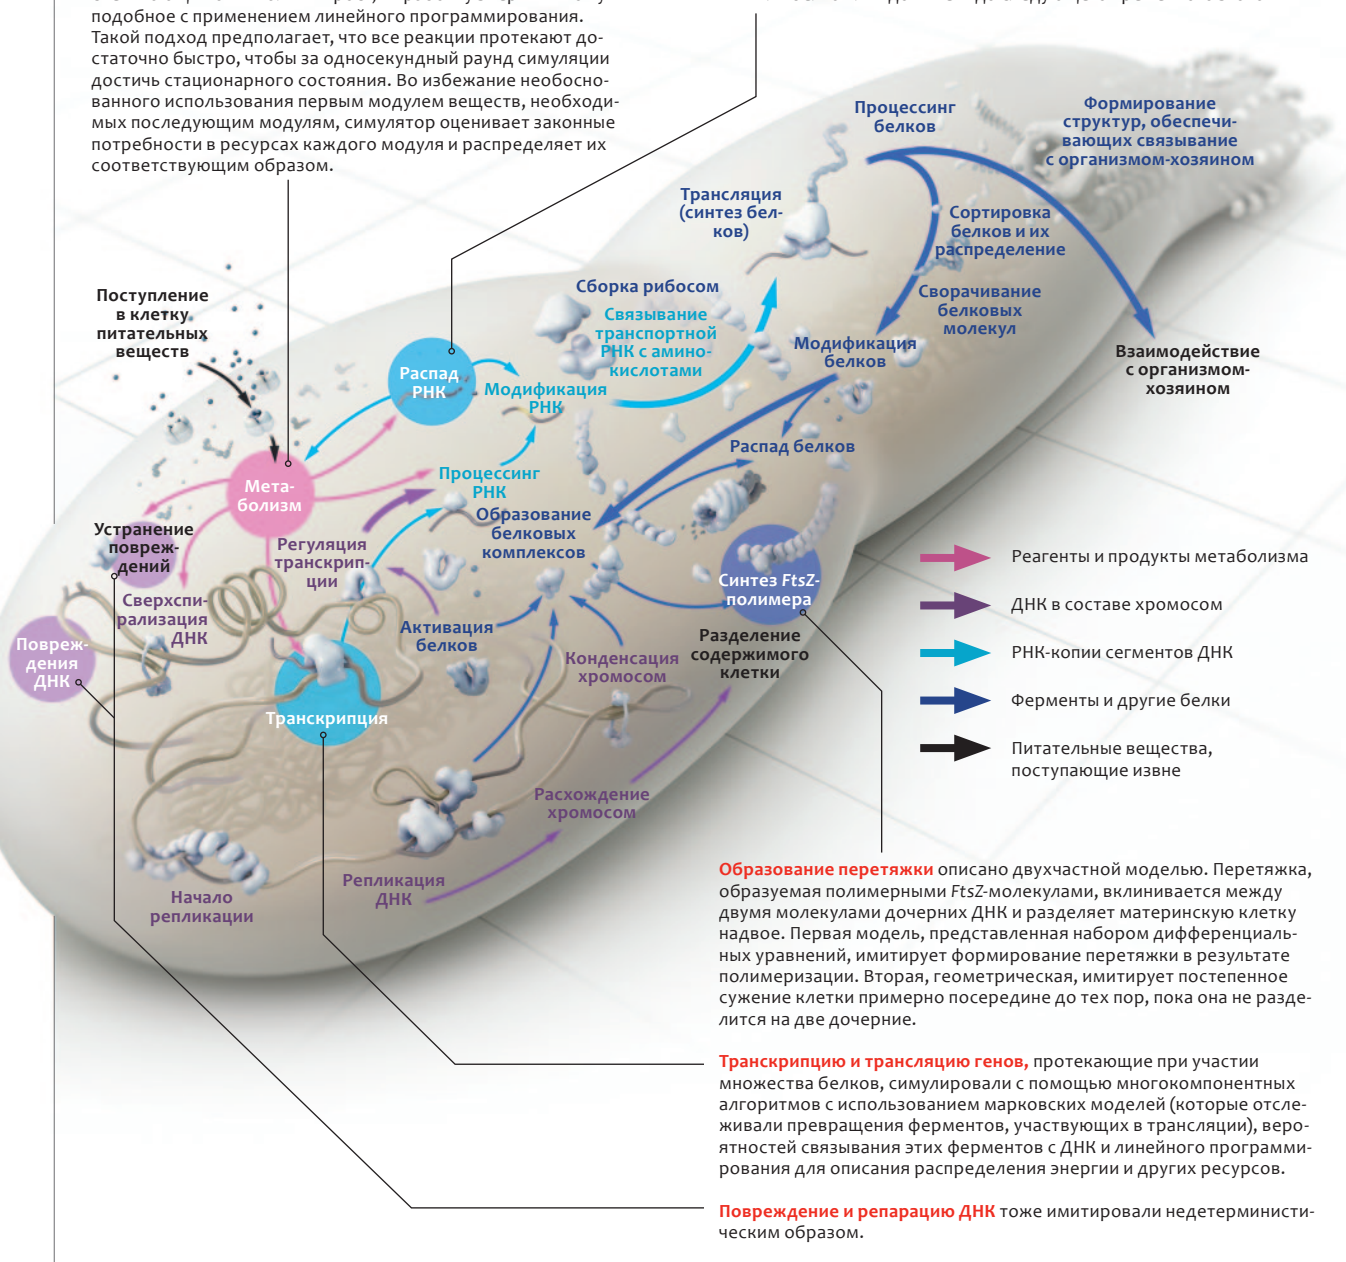 подобное с применением линейного программирования.
Такой подход предполагает, что все реакции протекают до-
статочно быстро, чтобы за односекундный раунд симуляции
достичь стационарного состояния. Во избежание необосно-
ванного использования первым модулем веществ, необходи-
мых последующим модулям, симулятор оценивает законные
потребности в ресурсах каждого модуля и распределяет их
соответствующим образом.
Процессинг
белков
Формирование
структур, обеспечи-
вающих связывание
с организмом-хозяином
Трансляция
(синтез бел-
ков)
Сортировка
белков и их
распределение
Сборка рибосом
Связывание
транспортной
РНК с амино-
кислотами
Сворачивание
белковых
молекул
Поступление
в клетку
питательных
веществ
Модификация
белков
Взаимодействие
с организмом-
хозяином
Распад
РНК
Модификация
РНК
Распад белков
Мета-
болизм
Процессинг
РНК
Образование
белковых
комплексов
Устранение
повреж-
дений
Регуляция
транскрип-
ции
Синтез FtsZ-
полимера
Сверхспи-
рализация
ДНК
Активация
белков
Разделение
содержимого
клетки
Повреж-
дения
ДНК
Конденсация
хромосом
Транскрипция
Расхождение
хромосом
Репликация
ДНК
Начало
репликации
Реагенты и продукты метаболизма
ДНК в составе хромосом
РНК-копии сегментов ДНК
Ферменты и другие белки
Питательные вещества,
поступающие извне
Образование перетяжки описано двухчастной моделью. Перетяжка,
образуемая полимерными FtsZ-молекулами, вклинивается между
двумя молекулами дочерних ДНК и разделяет материнскую клетку
надвое. Первая модель, представленная набором дифференциаль-
ных уравнений, имитирует формирование перетяжки в результате
полимеризации. Вторая, геометрическая, имитирует постепенное
сужение клетки примерно посередине до тех пор, пока она не разде-
лится на две дочерние.
Транскрипцию и трансляцию генов, протекающие при участии
множества белков, симулировали с помощью многокомпонентных
алгоритмов с использованием марковских моделей (которые отсле-
живали превращения ферментов, участвующих в трансляции), веро-
ятностей связывания этих ферментов с ДНК и линейного программи-
рования для описания распределения энергии и других ресурсов.
Повреждение и репарацию ДНК тоже имитировали недетерминисти-
ческим образом.